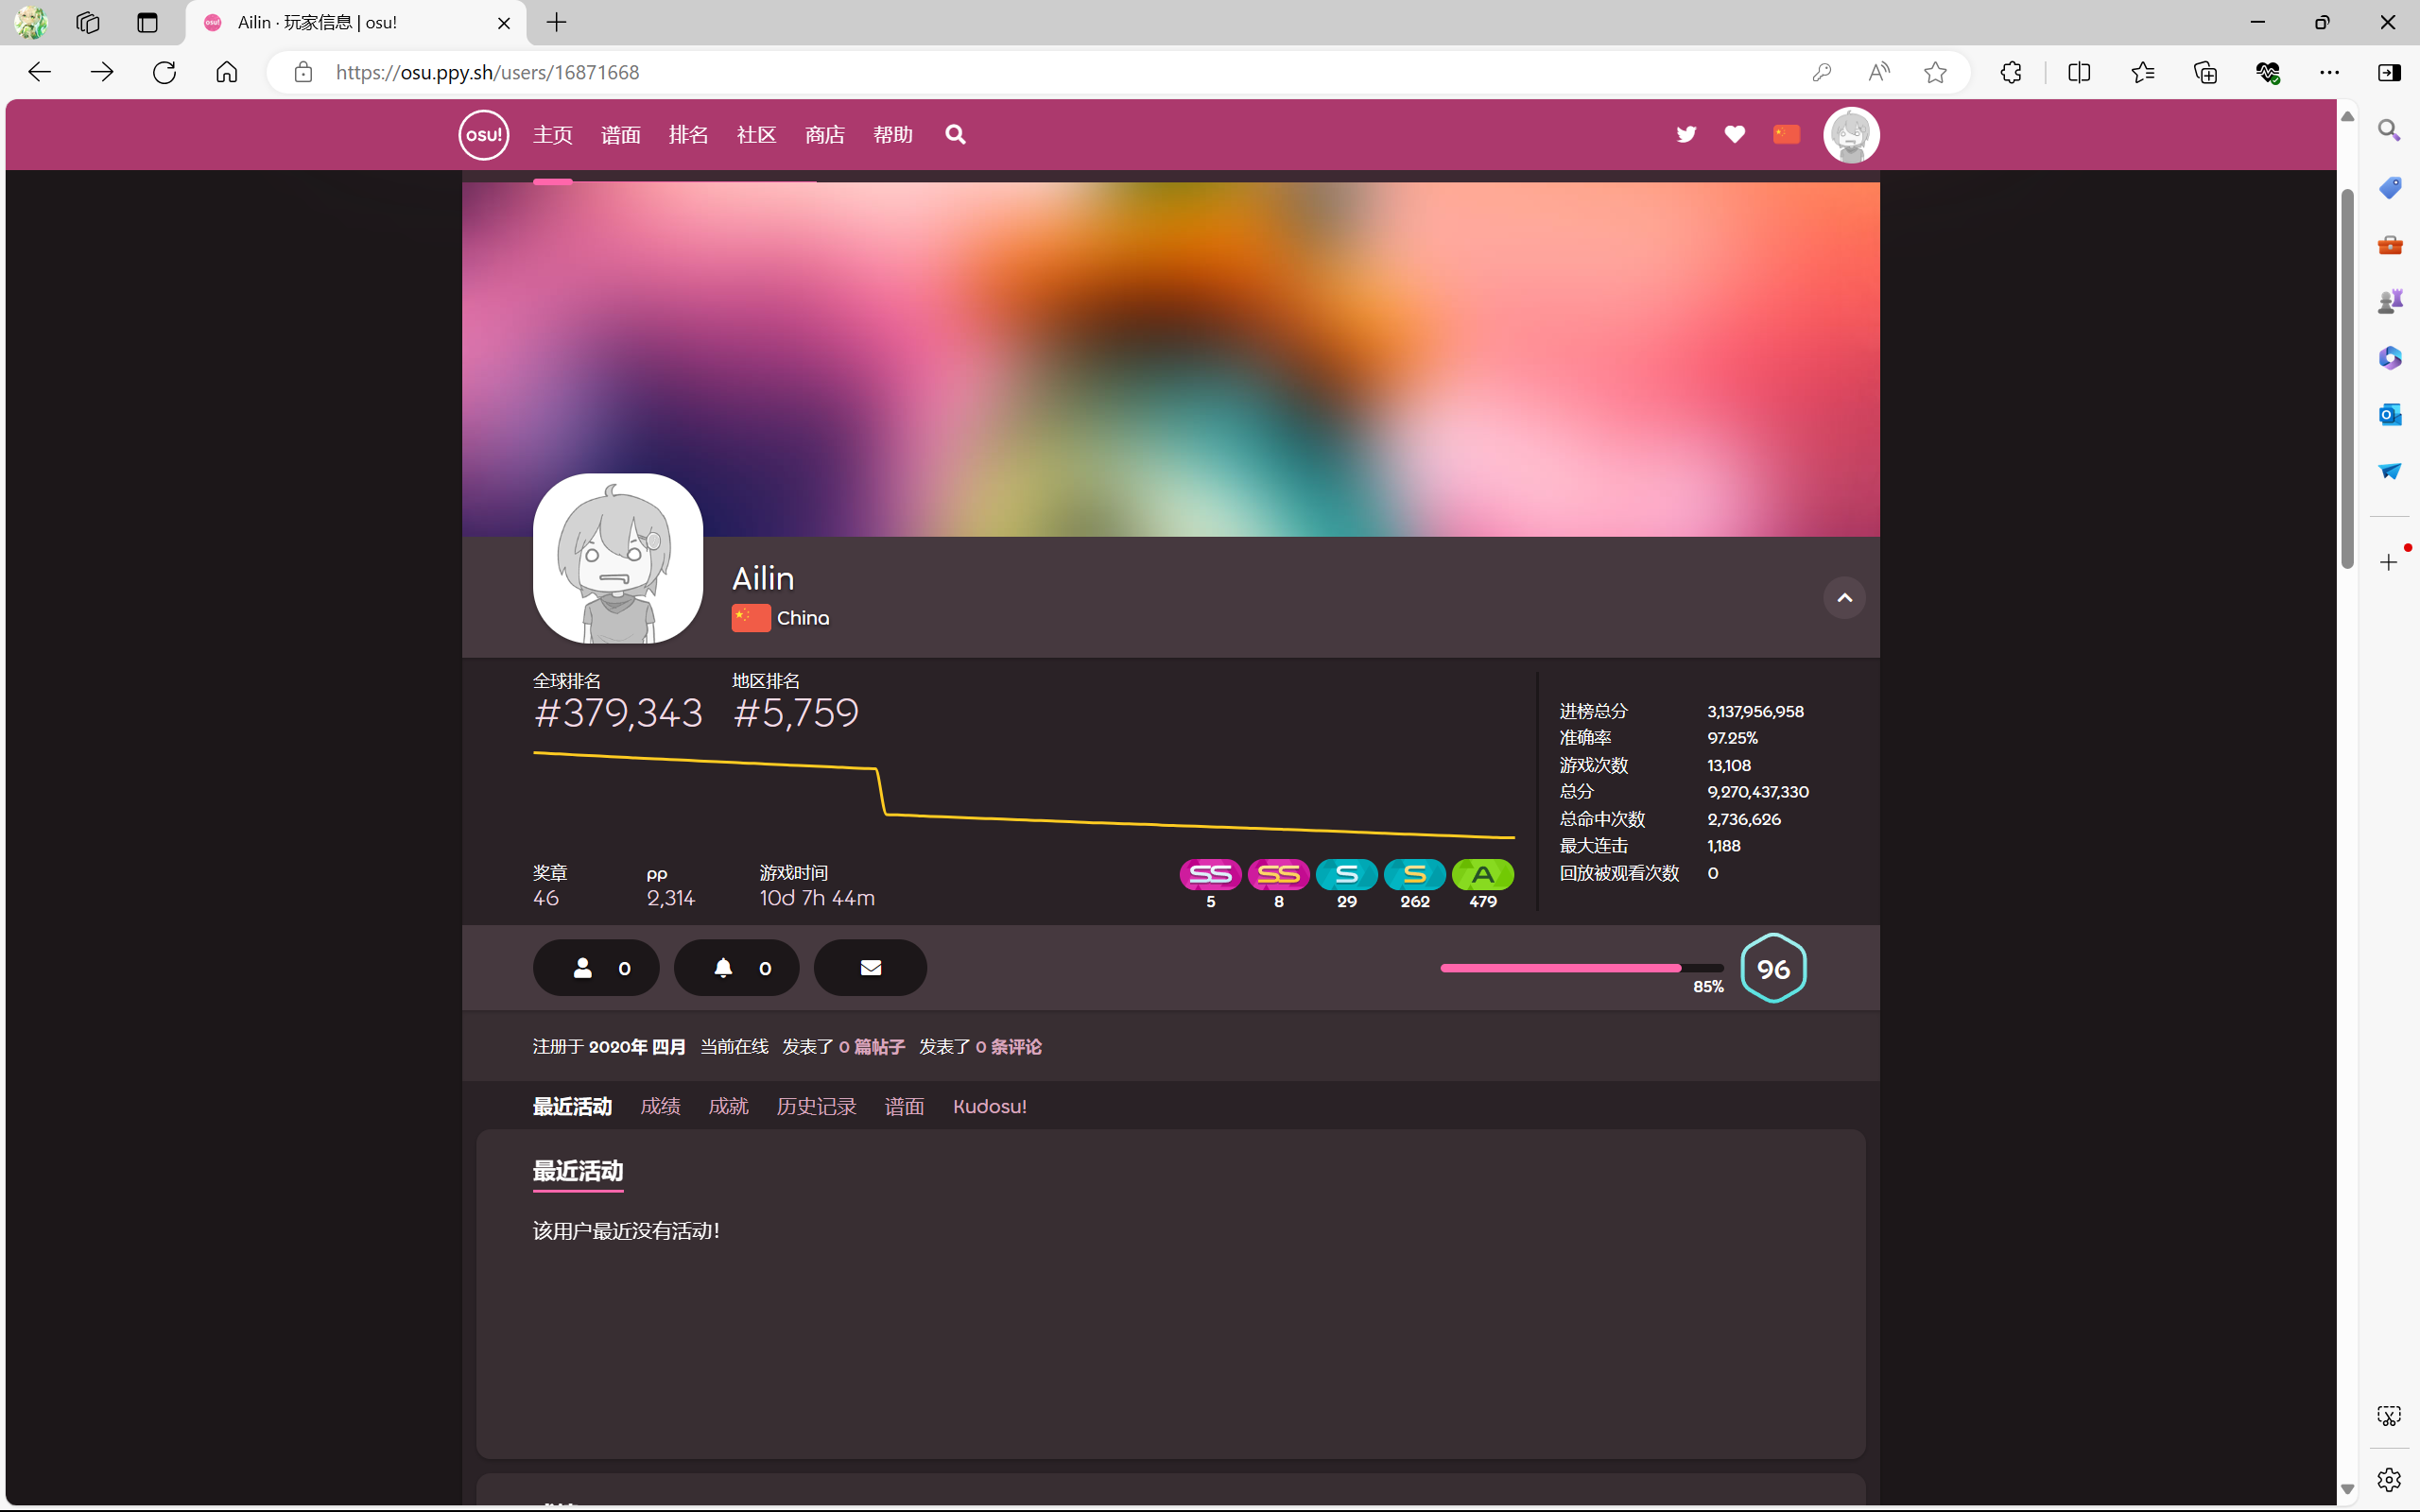 Ailin · 玩家信息 | osu!
https://osu.ppy.sh/users/16871668
osu! 主页 谱面 排名 社区 商店 帮助
Ailin
China
全球排名 地区排名
#379,343 #5,759
进榜总分 3,137,956,958
准确率 97.25%
游戏次数 13,108
总分 9,270,437,330
总命中次数 2,736,626
最大连击 1,188
回放被观看次数 0
奖章 pp 游戏时间
46 2,314 10d 7h 44m
SS SS S S A
5 8 29 262 479
0 0
85%
96
注册于 2020年 四月 当前在线 发表了 0 篇帖子 发表了 0 条评论
最近活动 成绩 成就 历史记录 谱面 Kudosu!
最近活动
该用户最近没有活动！